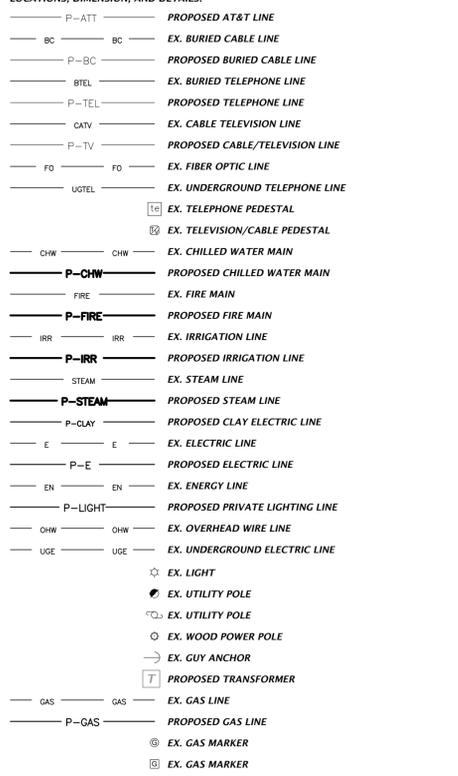 P-ATT PROPOSED AT&T LINE
BC BC EX. BURIED CABLE LINE
P-BC PROPOSED BURIED CABLE LINE
BTEL EX. BURIED TELEPHONE LINE
P-TEL PROPOSED TELEPHONE LINE
CATV EX. CABLE TELEVISION LINE
P-TV PROPOSED CABLE/TELEVISION LINE
FO FO EX. FIBER OPTIC LINE
UGTEL EX. UNDERGROUND TELEPHONE LINE
te EX. TELEPHONE PEDESTAL
EX. TELEVISION/CABLE PEDESTAL
CHW CHW EX. CHILLED WATER MAIN
P-CHW PROPOSED CHILLED WATER MAIN
FIRE EX. FIRE MAIN
P-FIRE PROPOSED FIRE MAIN
IRR IRR EX. IRRIGATION LINE
P-IRR PROPOSED IRRIGATION LINE
STEAM EX. STEAM LINE
P-STEAM PROPOSED STEAM LINE
P-CLAY PROPOSED CLAY ELECTRIC LINE
E E EX. ELECTRIC LINE
P-E PROPOSED ELECTRIC LINE
EN EN EX. ENERGY LINE
P-LIGHT PROPOSED PRIVATE LIGHTING LINE
OHW OHW EX. OVERHEAD WIRE LINE
UGE UGE EX. UNDERGROUND ELECTRIC LINE
EX. LIGHT
EX. UTILITY POLE
EX. UTILITY POLE
EX. WOOD POWER POLE
EX. GUY ANCHOR
T PROPOSED TRANSFORMER
GAS GAS EX. GAS LINE
P-GAS PROPOSED GAS LINE
G EX. GAS MARKER
G EX. GAS MARKER